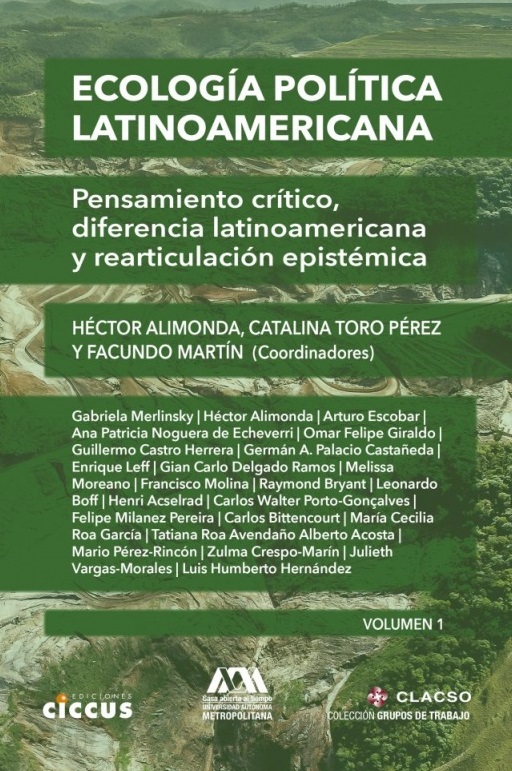 ECOLOGÍA POLÍTICA
LATINOAMERICANA
Pensamiento crítico,
diferencia latinoamericana
y rearticulación epistémica
HÉCTOR ALIMONDA, CATALINA TORO PÉREZ
Y FACUNDO MARTÍN (Coordinadores)
Gabriela Merlinsky | Héctor Alimonda | Arturo Escobar |
Ana Patricia Noguera de Echeverri | Omar Felipe Giraldo |
Guillermo Castro Herrera | Germán A. Palacio Castañeda |
Enrique Leff | Gian Carlo Delgado Ramos | Melissa
Moreano | Francisco Molina | Raymond Bryant | Leonardo
Boff | Henri Acselrad | Carlos Walter Porto-Gonçalves |
Felipe Milanez Pereira | Carlos Bittencourt | María Cecilia
Roa García | Tatiana Roa Avendaño Alberto Acosta |
Mario Pérez-Rincón | Zulma Crespo-Marín | Julieth
Vargas-Morales | Luis Humberto Hernández
VOLUMEN 1
EDICIONES
CICCUS
Casa abierta al tiempo
UNIVERSIDAD AUTÓNOMA
METROPOLITANA
CLACSO
COLECCIÓN GRUPOS DE TRABAJO